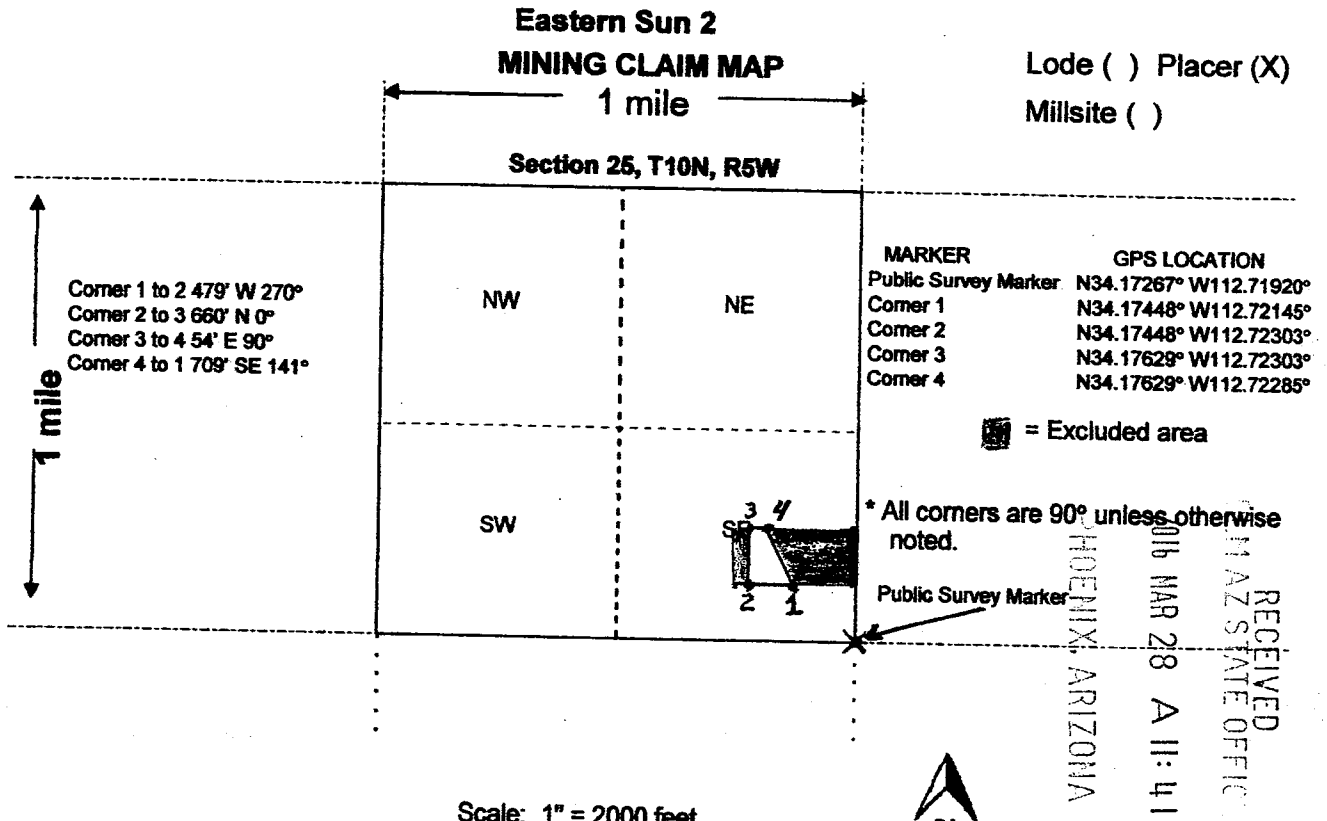 Eastern Sun 2
MINING CLAIM MAP
Lode ( ) Placer (X)
Millsite ( )
1 mile
Section 25, T10N, R5W
1 mile
Corner 1 to 2 479' W 270°
Corner 2 to 3 660' N 0°
Corner 3 to 4 54' E 90°
Corner 4 to 1 709' SE 141°
NW
NE
MARKER GPS LOCATION
Public Survey Marker N34.17267° W112.71920°
Corner 1 N34.17448° W112.72145°
Corner 2 N34.17448° W112.72303°
Corner 3 N34.17629° W112.72303°
Corner 4 N34.17629° W112.72285°
= Excluded area
SW
3 4
2 1
* All corners are 90° unless otherwise
noted.
Public Survey Marker
RECEIVED
AZ STATE OFFIC
MAR 28 A 11:41
PHOENIX, ARIZONA
Scale: 1" = 2000 feet